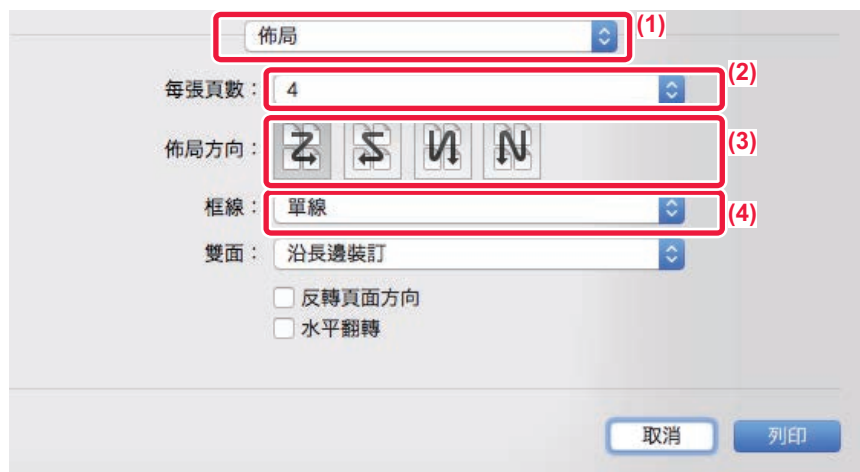 佈局
(1)
每張頁數： 4
(2)
佈局方向：
(3)
框線： 單線
(4)
雙面： 沿長邊裝訂
反轉頁面方向
水平翻轉
取消 列印